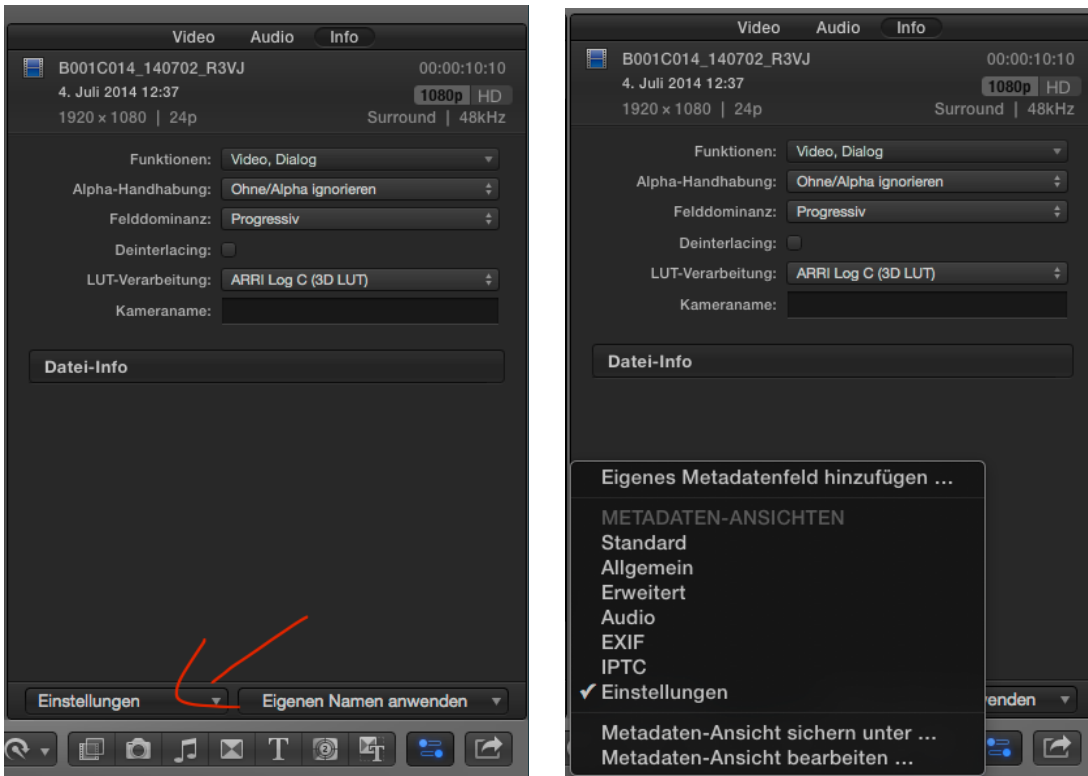 Video Audio Info
B001C014_140702_R3VJ 00:00:10:10
4. Juli 2014 12:37 1080p HD
1920 × 1080 | 24p Surround | 48kHz
Funktionen: Video, Dialog
Alpha-Handhabung: Ohne/Alpha ignorieren
Felddominanz: Progressiv
Deinterlacing:
LUT-Verarbeitung: ARRI Log C (3D LUT)
Kameraname:
Datei-Info
Einstellungen Eigenen Namen anwenden
T 2 T
Video Audio Info
B001C014_140702_R3VJ 00:00:10:10
4. Juli 2014 12:37 1080p HD
1920 × 1080 | 24p Surround | 48kHz
Funktionen: Video, Dialog
Alpha-Handhabung: Ohne/Alpha ignorieren
Felddominanz: Progressiv
Deinterlacing:
LUT-Verarbeitung: ARRI Log C (3D LUT)
Kameraname:
Datei-Info
Eigenes Metadatenfeld hinzufügen ...
METADATEN-ANSICHTEN
Standard
Allgemein
Erweitert
Audio
EXIF
IPTC
✓ Einstellungen
enden
Metadaten-Ansicht sichern unter ...
Metadaten-Ansicht bearbeiten ...